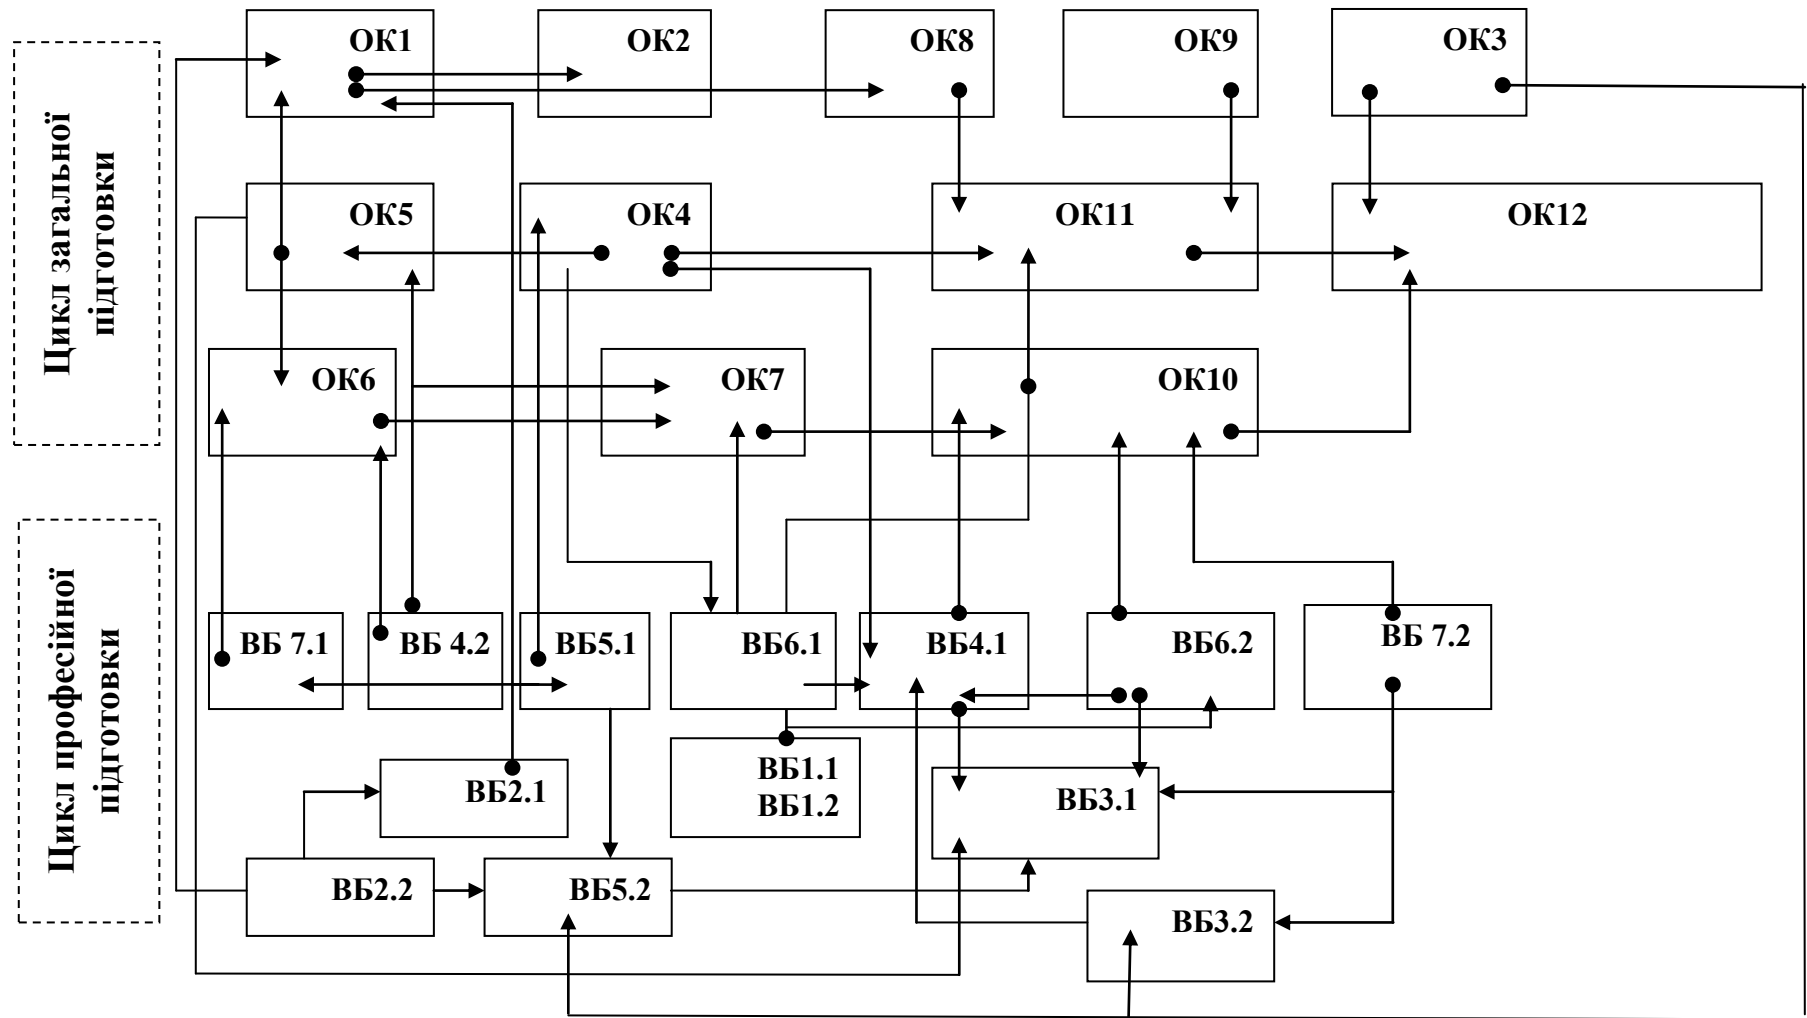 Цикл загальної
підготовки
ОК1
ОК2
ОК8
ОК9
ОК3
ОК5
ОК4
ОК11
ОК12
ОК6
ОК7
ОК10
Цикл професійної
підготовки
ВБ 7.1
ВБ 4.2
ВБ5.1
ВБ6.1
ВБ4.1
ВБ6.2
ВБ 7.2
ВБ2.1
ВБ1.1
ВБ1.2
ВБ3.1
ВБ2.2
ВБ5.2
ВБ3.2